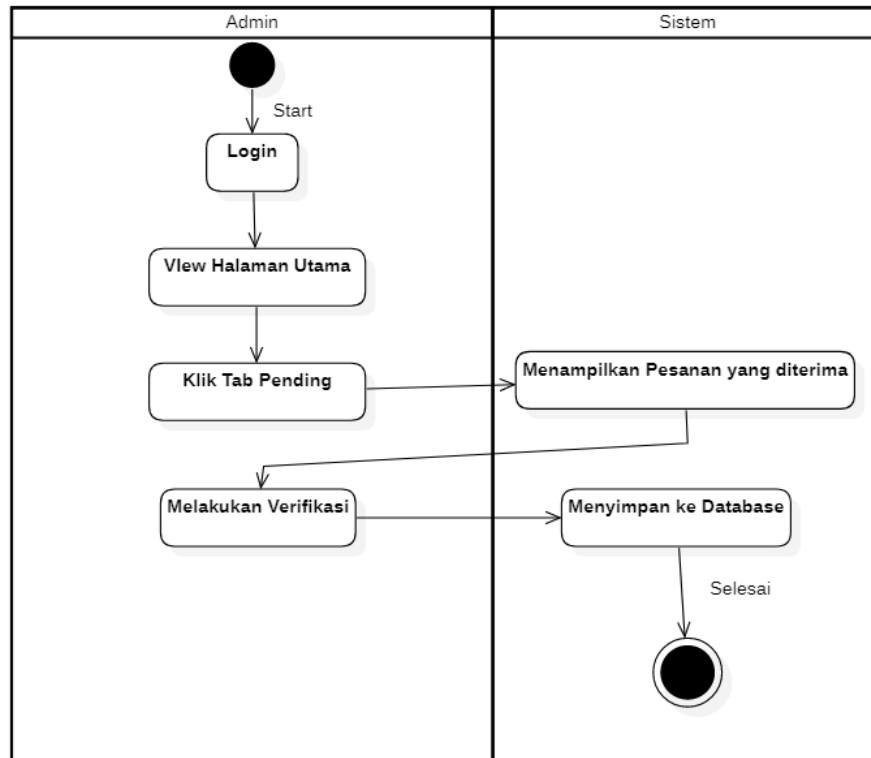 Admin
Sistem
Start
Login
VIew Halaman Utama
Klik Tab Pending
Menampilkan Pesanan yang diterima
Melakukan Verifikasi
Menyimpan ke Database
Selesai